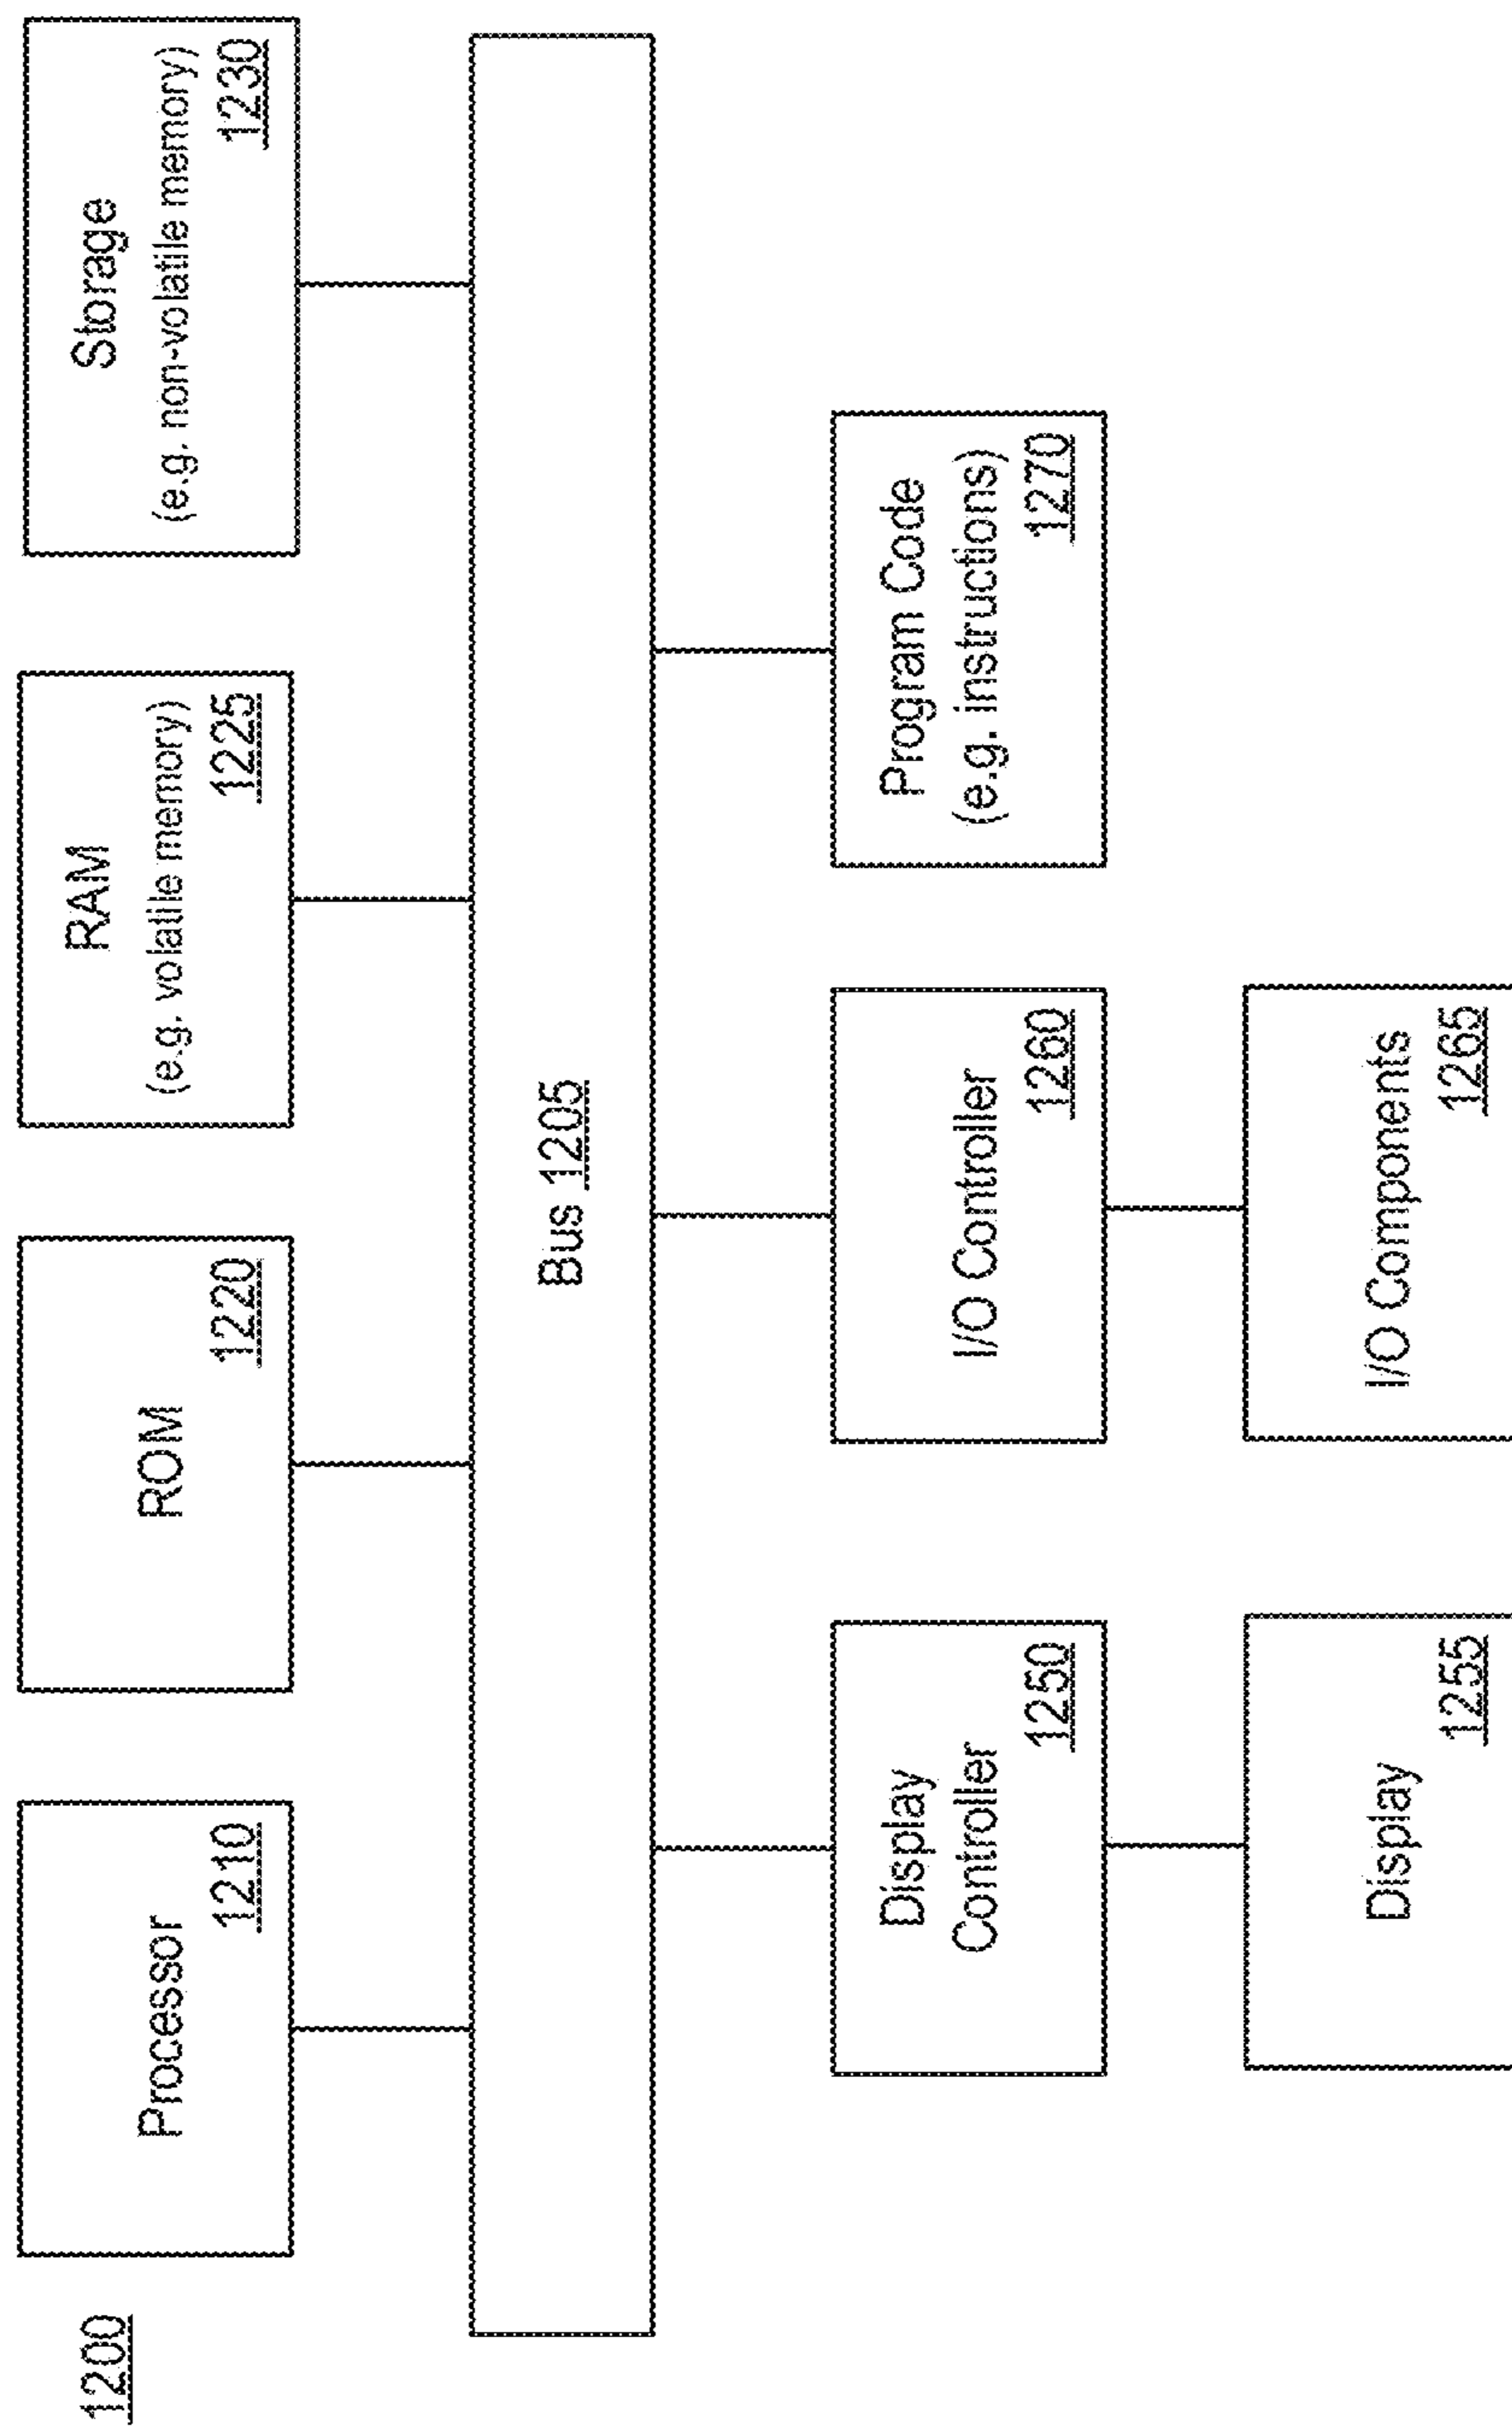 1200
Processor
1210
ROM
1220
RAM
(e.g. volatile memory)
1225
Storage
(e.g. non-volatile memory)
1230
Bus 1205
Display
Controller
1250
I/O Controller
1260
Program Code
(e.g. instructions)
1270
Display
1255
I/O Components
1265